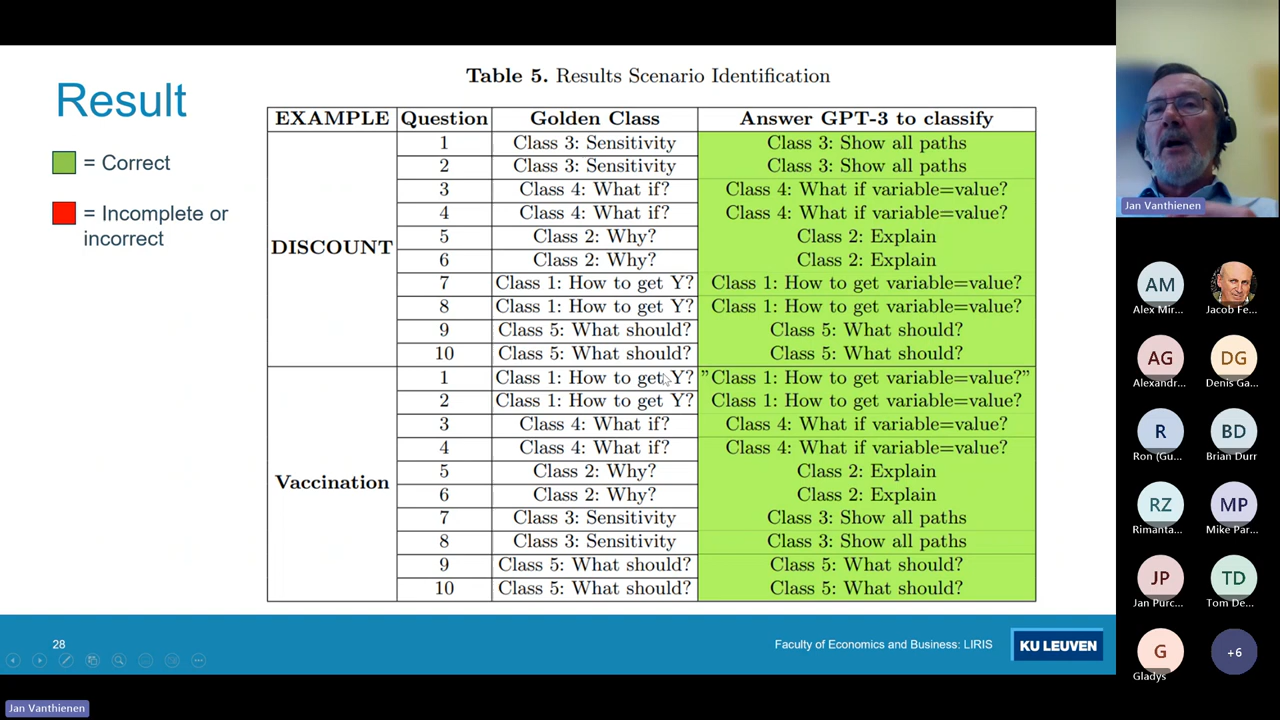 Result
= Correct
= Incomplete or
incorrect
Table 5. Results Scenario Identification
EXAMPLE Question Golden Class Answer GPT-3 to classify
DISCOUNT
1 Class 3: Sensitivity Class 3: Show all paths
2 Class 3: Sensitivity Class 3: Show all paths
3 Class 4: What if? Class 4: What if variable=value?
4 Class 4: What if? Class 4: What if variable=value?
5 Class 2: Why? Class 2: Explain
6 Class 2: Why? Class 2: Explain
7 Class 1: How to get Y? Class 1: How to get variable=value?
8 Class 1: How to get Y? Class 1: How to get variable=value?
9 Class 5: What should? Class 5: What should?
10 Class 5: What should? Class 5: What should?
Vaccination
1 Class 1: How to get Y? "Class 1: How to get variable=value?"
2 Class 1: How to get Y? Class 1: How to get variable=value?
3 Class 4: What if? Class 4: What if variable=value?
4 Class 4: What if? Class 4: What if variable=value?
5 Class 2: Why? Class 2: Explain
6 Class 2: Why? Class 2: Explain
7 Class 3: Sensitivity Class 3: Show all paths
8 Class 3: Sensitivity Class 3: Show all paths
9 Class 5: What should? Class 5: What should?
10 Class 5: What should? Class 5: What should?
28
Faculty of Economics and Business: LIRIS
KU LEUVEN
Jan Vanthienen
Jan Vanthienen
AM
Alex Mir...
Jacob Fe...
AG
Alexandr...
DG
Denis Ga...
R
Ron (Gu...
BD
Brian Durr
RZ
Rimanta...
MP
Mike Par...
JP
Jan Purc...
TD
Tom De...
G
Gladys
+6